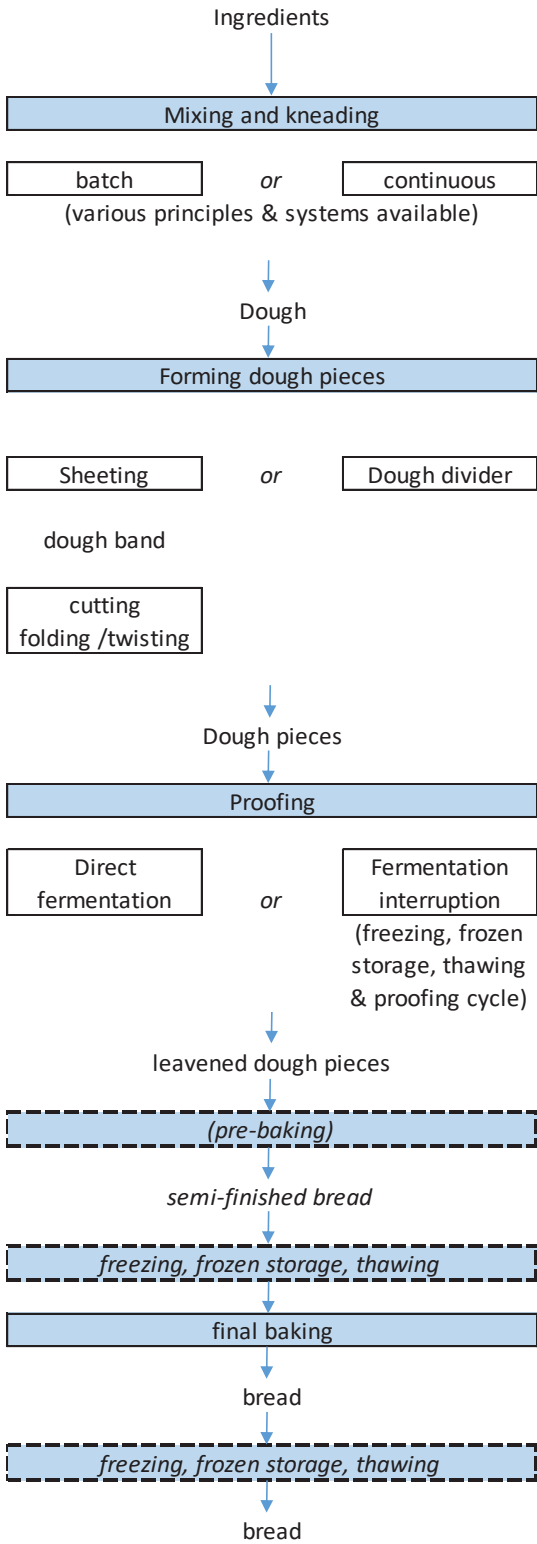 Ingredients
Mixing and kneading
batch or continuous
(various principles & systems available)
Dough
Forming dough pieces
Sheeting or Dough divider
dough band
cutting
folding /twisting
Dough pieces
Proofing
Direct
fermentation
or
Fermentation
interruption
(freezing, frozen
storage, thawing
& proofing cycle)
leavened dough pieces
(pre-baking)
semi-finished bread
freezing, frozen storage, thawing
final baking
bread
freezing, frozen storage, thawing
bread